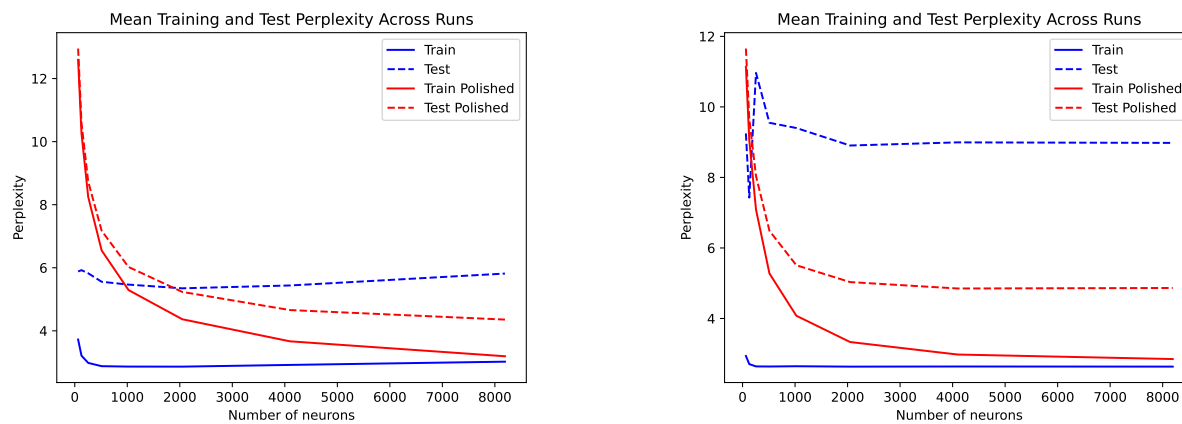 Mean Training and Test Perplexity Across Runs
Train
Test
Train Polished
Test Polished
12
10
8
6
4
Perplexity
0 1000 2000 3000 4000 5000 6000 7000 8000
Number of neurons
Mean Training and Test Perplexity Across Runs
Train
Test
Train Polished
Test Polished
12
10
8
6
4
Perplexity
0 1000 2000 3000 4000 5000 6000 7000 8000
Number of neurons